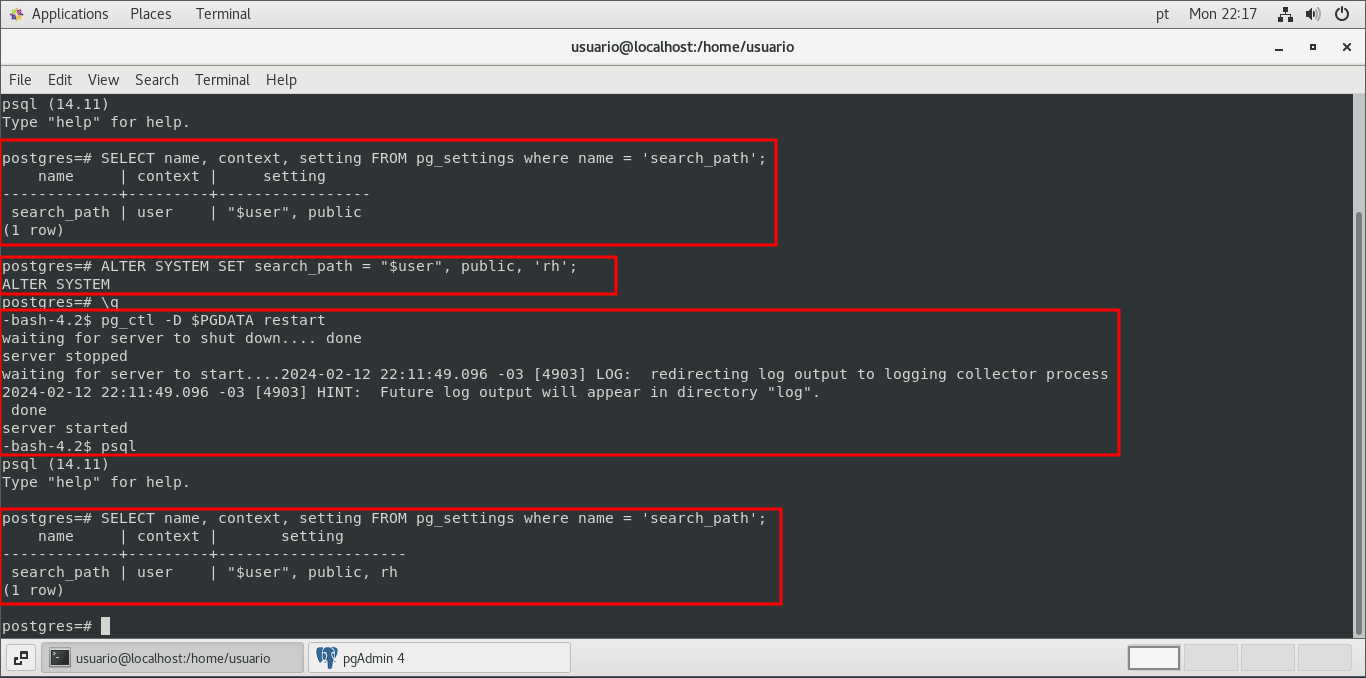 Applications Places Terminal pt Mon 22:17
usuario@localhost:/home/usuario
File Edit View Search Terminal Help
psql (14.11)
Type "help" for help.
postgres=# SELECT name, context, setting FROM pg_settings where name = 'search_path';
    name     | context |     setting
-------------+---------+-----------------
 search_path | user    | "$user", public
(1 row)
postgres=# ALTER SYSTEM SET search_path = "$user", public, 'rh';
ALTER SYSTEM
postgres=# \q
-bash-4.2$ pg_ctl -D $PGDATA restart
waiting for server to shut down.... done
server stopped
waiting for server to start....2024-02-12 22:11:49.096 -03 [4903] LOG:  redirecting log output to logging collector process
2024-02-12 22:11:49.096 -03 [4903] HINT:  Future log output will appear in directory "log".
 done
server started
-bash-4.2$ psql
psql (14.11)
Type "help" for help.
postgres=# SELECT name, context, setting FROM pg_settings where name = 'search_path';
    name     | context |       setting
-------------+---------+---------------------
 search_path | user    | "$user", public, rh
(1 row)
postgres=#
usuario@localhost:/home/usuario pgAdmin 4